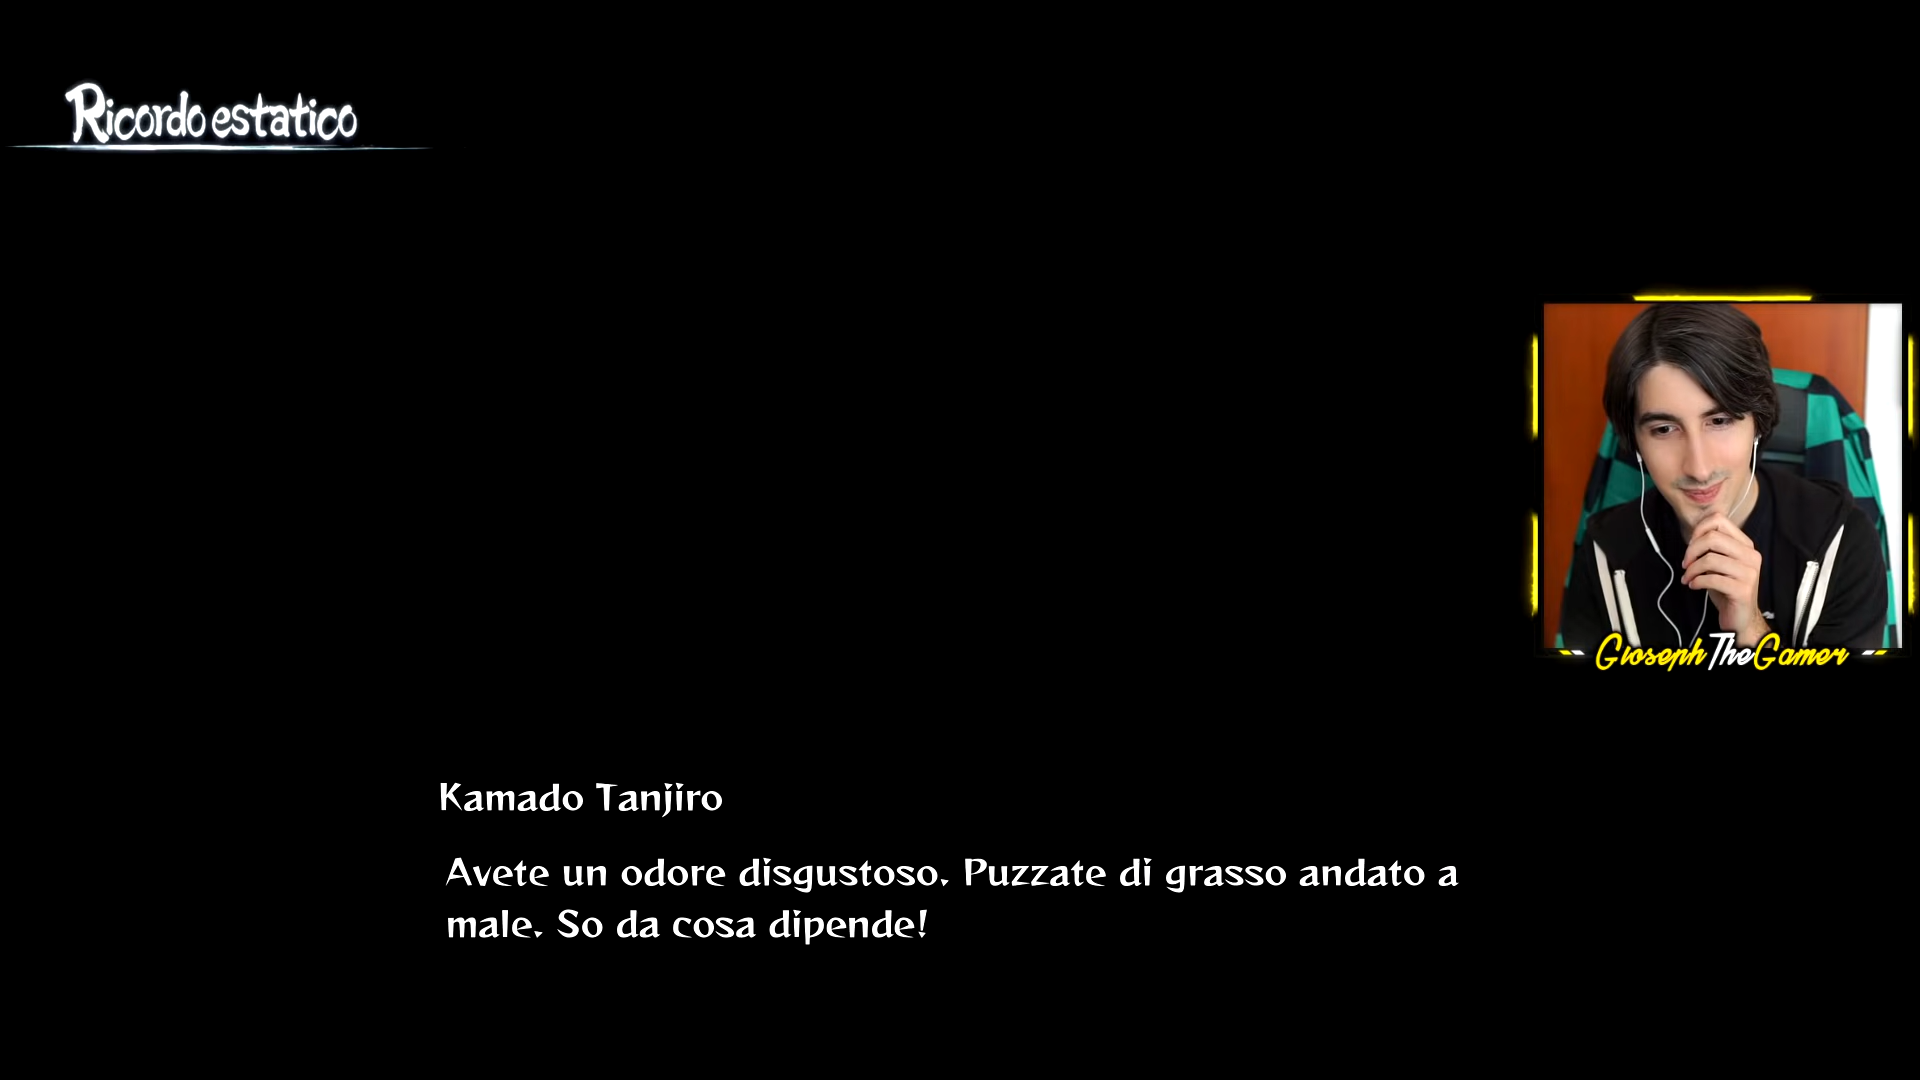 Ricordo estatico
GiosephTheGamer
Kamado Tanjiro
Avete un odore disgustoso. Puzzate di grasso andato a
male. So da cosa dipende!